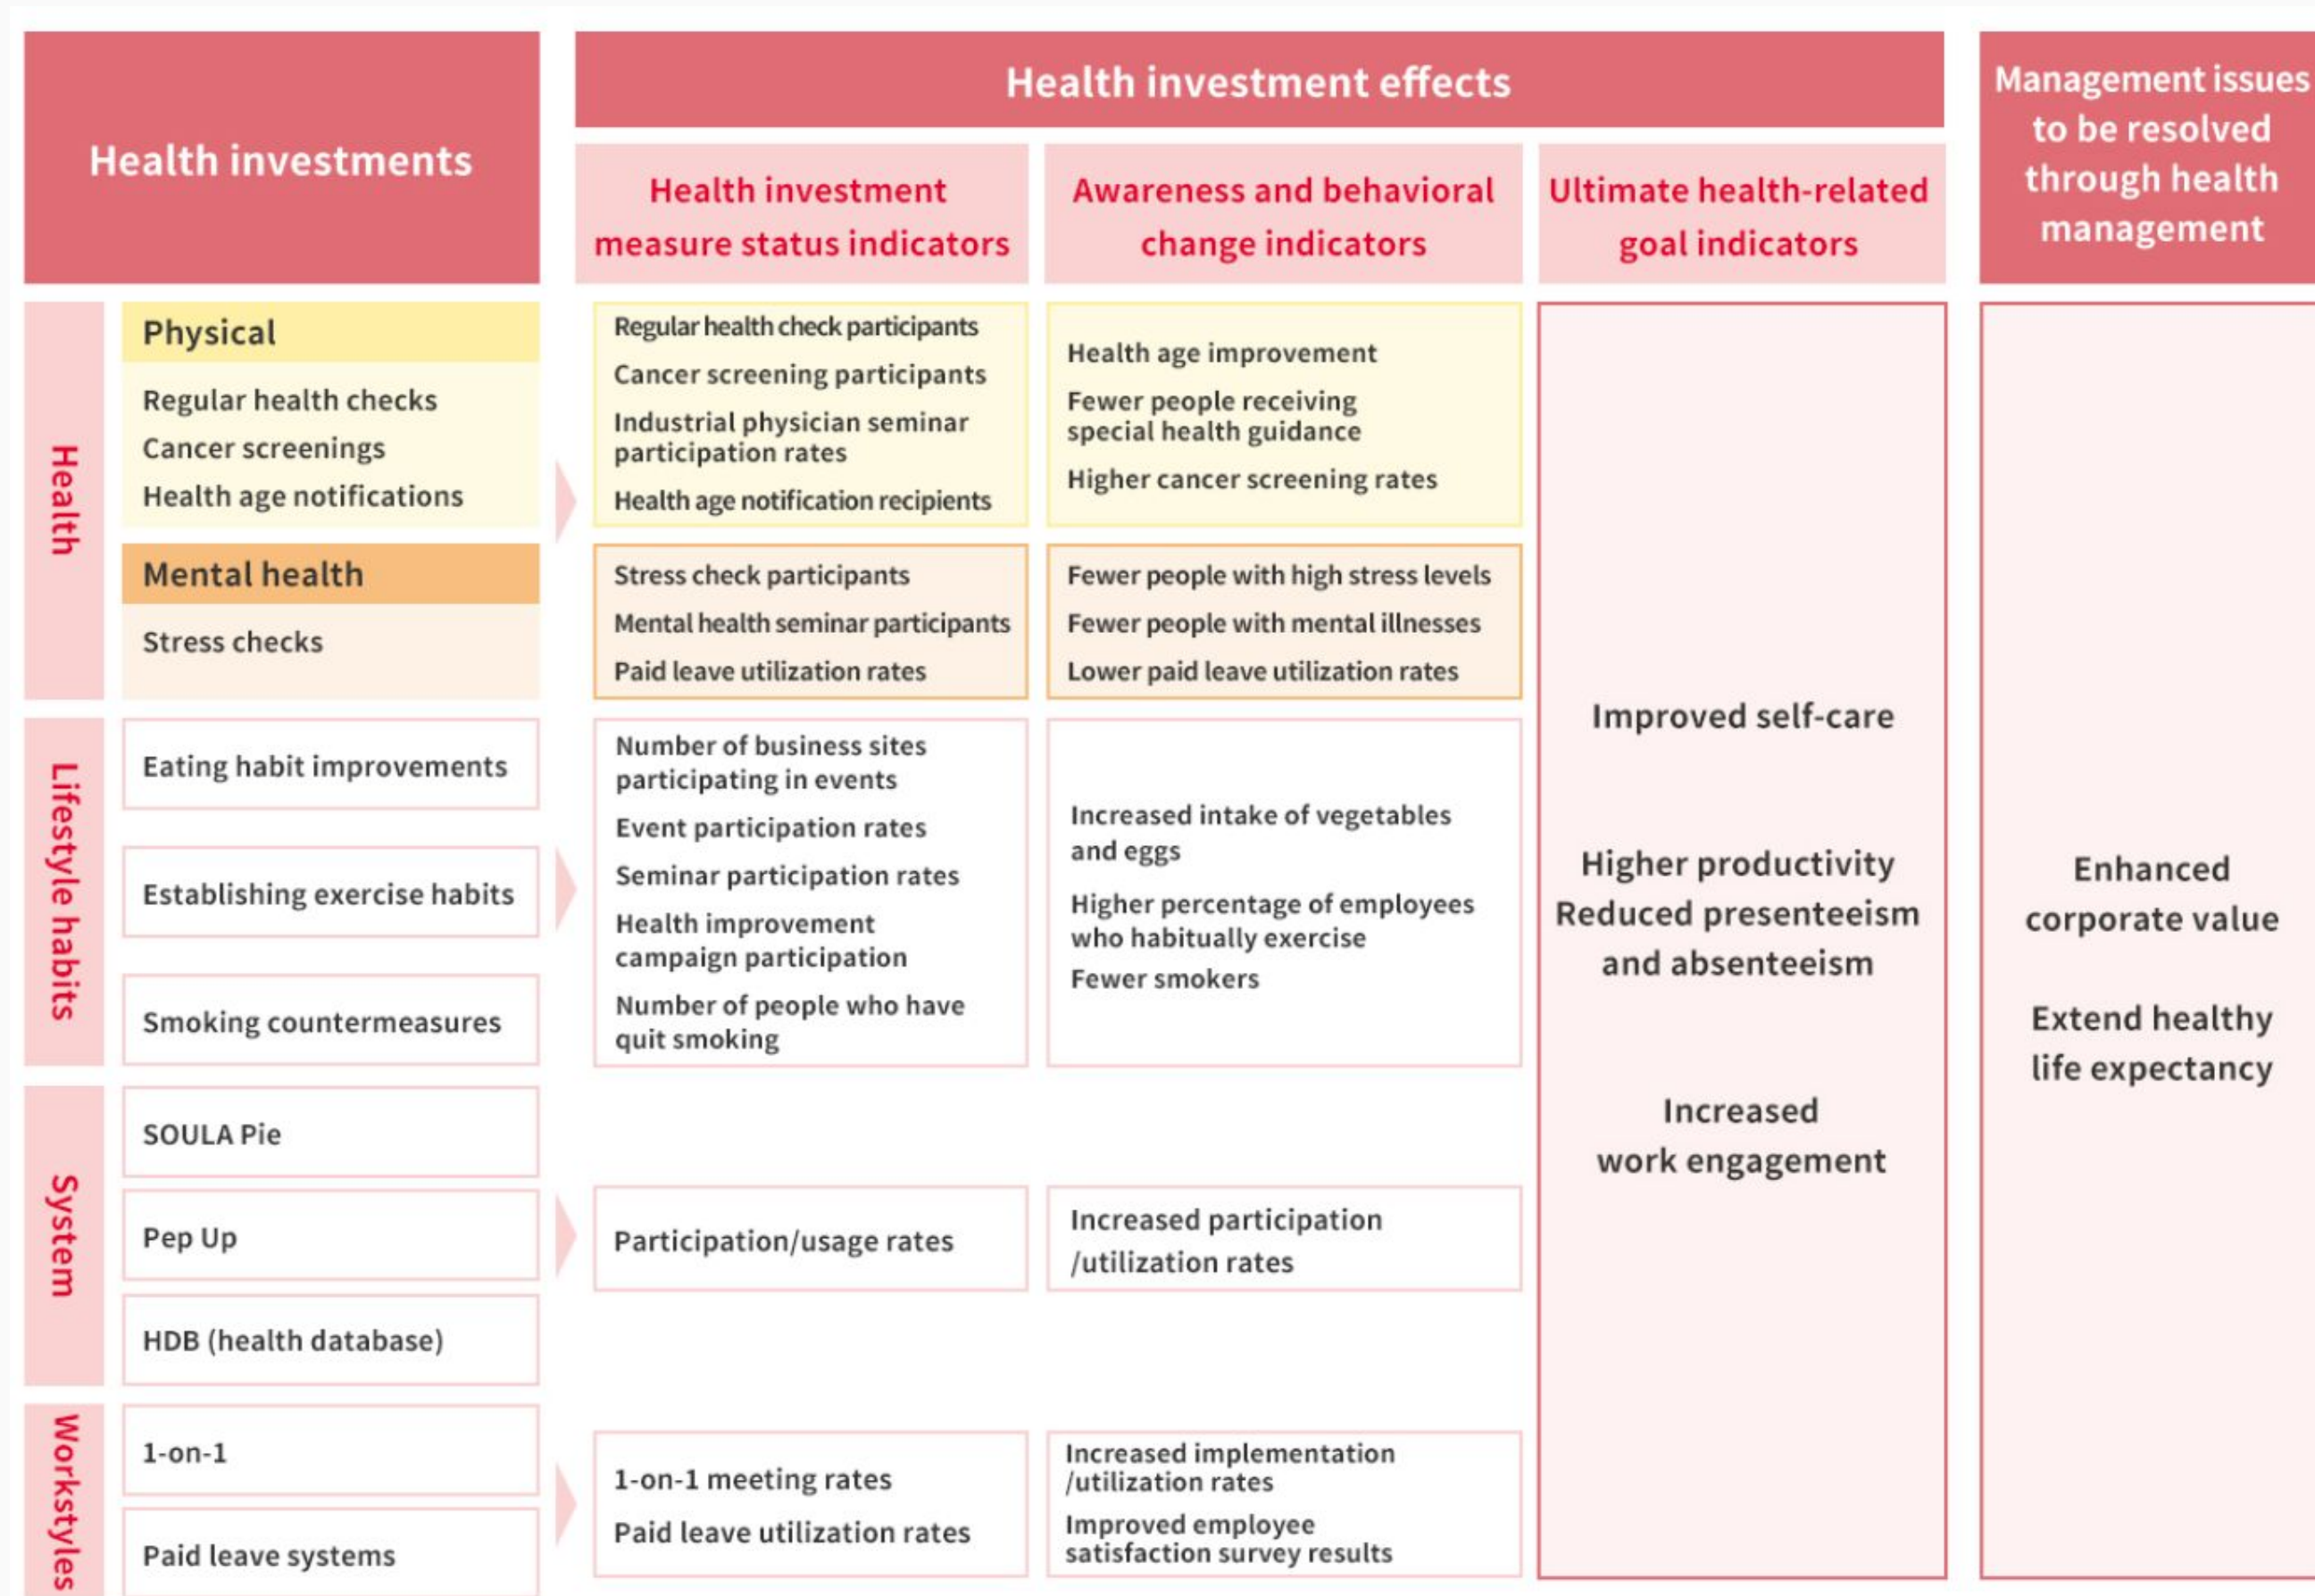 Health investments
Health investment effects
Management issues
to be resolved
through health
management
Health investment
measure status indicators
Awareness and behavioral
change indicators
Ultimate health-related
goal indicators
Health
Physical
Regular health checks
Cancer screenings
Health age notifications
Regular health check participants
Cancer screening participants
Industrial physician seminar
participation rates
Health age notification recipients
Health age improvement
Fewer people receiving
special health guidance
Higher cancer screening rates
Mental health
Stress checks
Stress check participants
Mental health seminar participants
Paid leave utilization rates
Fewer people with high stress levels
Fewer people with mental illnesses
Lower paid leave utilization rates
Lifestyle habits
Eating habit improvements
Establishing exercise habits
Smoking countermeasures
Number of business sites
participating in events
Event participation rates
Seminar participation rates
Health improvement
campaign participation
Number of people who have
quit smoking
Increased intake of vegetables
and eggs
Higher percentage of employees
who habitually exercise
Fewer smokers
System
SOULA Pie
Pep Up
HDB (health database)
Participation/usage rates
Increased participation
/utilization rates
Workstyles
1-on-1
Paid leave systems
1-on-1 meeting rates
Paid leave utilization rates
Increased implementation
/utilization rates
Improved employee
satisfaction survey results
Improved self-care
Higher productivity
Reduced presenteeism
and absenteeism
Increased
work engagement
Enhanced
corporate value
Extend healthy
life expectancy